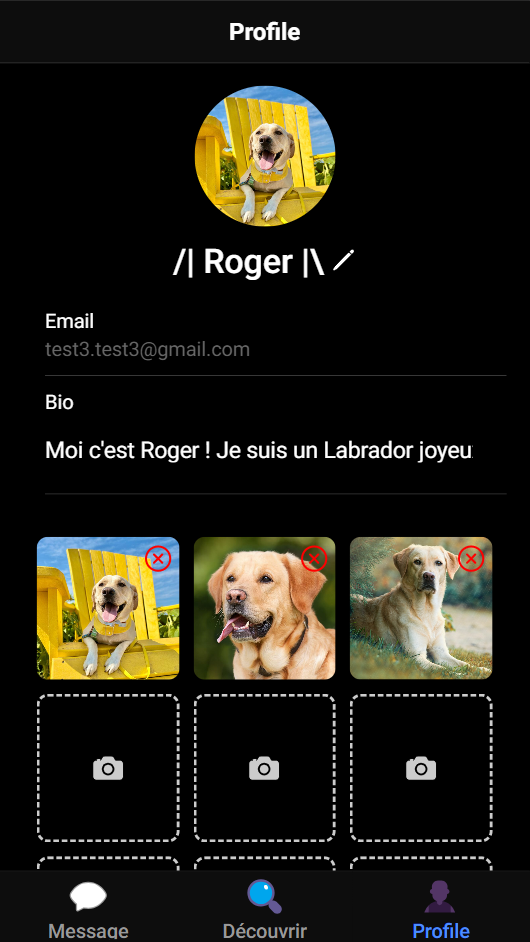 Profile
/| Roger |\
Email
test3.test3@gmail.com
Bio
Moi c'est Roger ! Je suis un Labrador joyeu
Message
Découvrir
Profile